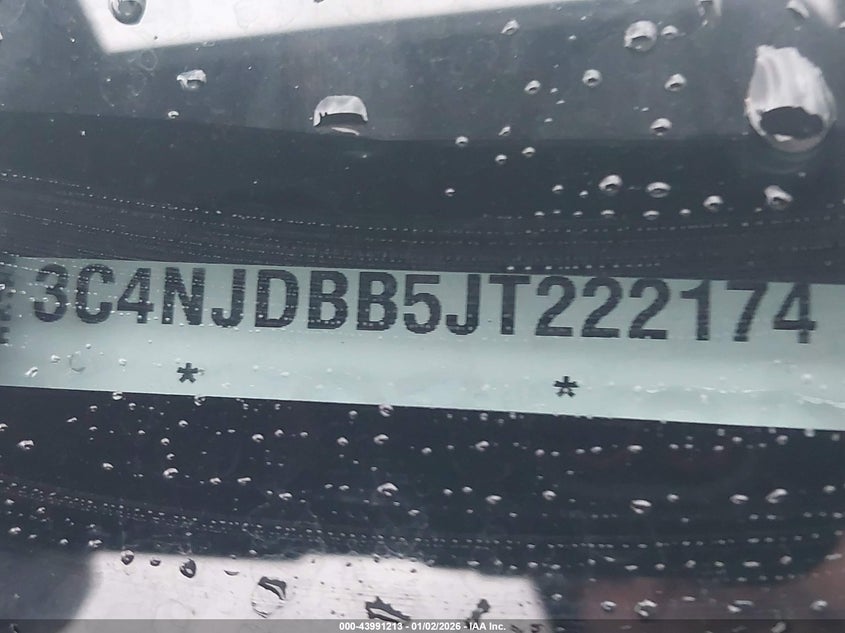 3C4NJDBB5JT222174
* *
000-43991213 - 01/02/2026 - IAA Inc.